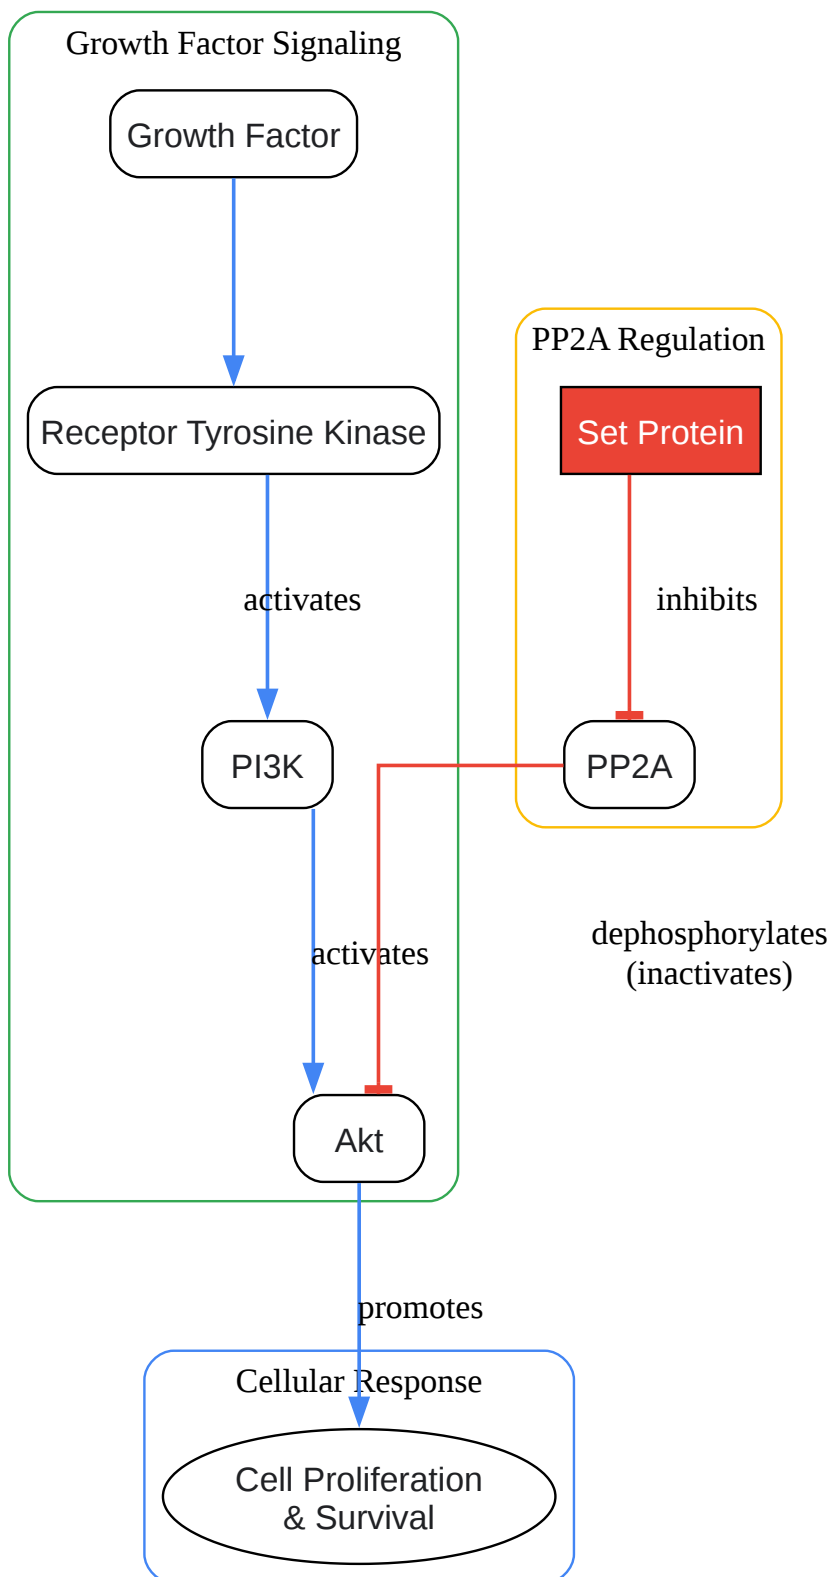 Growth Factor Signaling
Growth Factor
Receptor Tyrosine Kinase
activates
PI3K
activates
Akt
PP2A Regulation
Set Protein
inhibits
PP2A
dephosphorylates
(inactivates)
promotes
Cellular Response
Cell Proliferation
& Survival